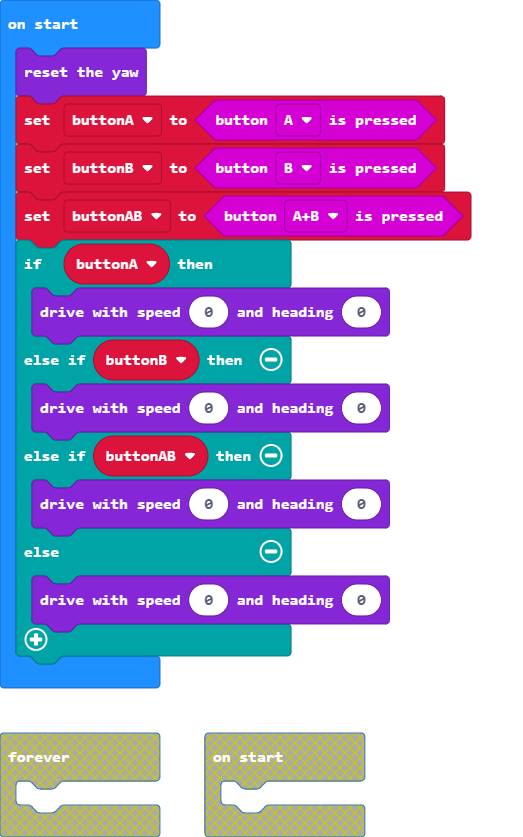 on start
reset the yaw
set buttonA to button A is pressed
set buttonB to button B is pressed
set buttonAB to button A+B is pressed
if buttonA then
drive with speed 0 and heading 0
else if buttonB then
drive with speed 0 and heading 0
else if buttonAB then
drive with speed 0 and heading 0
else
drive with speed 0 and heading 0
forever
on start